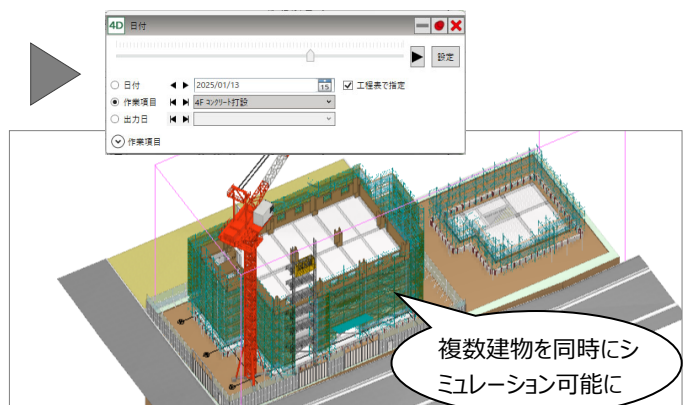 4D 日付
設定
日付 2025/01/13 15 工程表で指定
作業項目 4F コンクリート打設
出力日
作業項目
複数建物を同時にシ
ミュレーション可能に